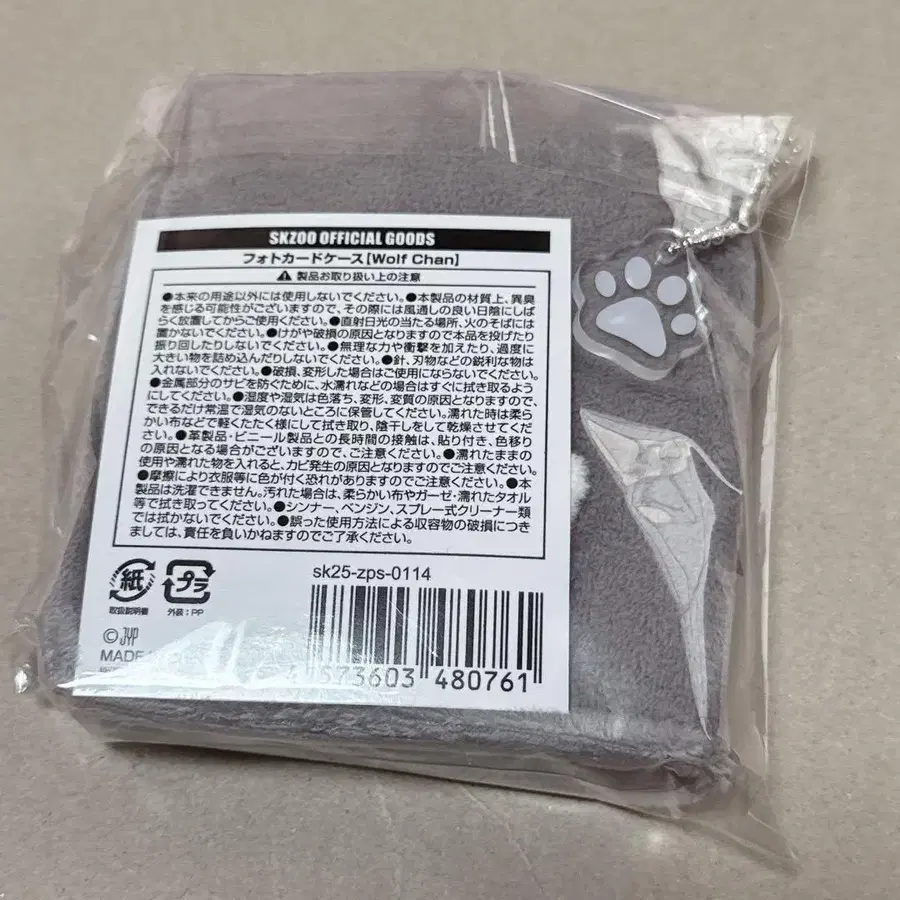 SKZOO OFFICIAL GOODS
フォトカードケース【Wolf Chan】
製品お取り扱い上の注意
●本来の用途以外には使用しないでください。●本製品の材質上、異臭
を感じる可能性がございますので、その際には風通しの良い日陰にしば
らく放置してからご使用ください。●直射日光の当たる場所、火のそばには
置かないでください。●けがや破損の原因となりますので本品を投げたり
振り回したりしないでください。●無理な力や衝撃を加えたり、過度に
大きい物を詰め込んだりしないでください。●針、刃物などの鋭利な物は
入れないでください。●破損、変形した場合はご使用にならないでください。
●金属部分のサビを防ぐために、水濡れなどの場合はすぐに拭き取るよう
にしてください。●湿度や湿気は色落ち、変形、変質の原因となりますので、
できるだけ常温で湿気のないところに保管してください。濡れた時は柔ら
かい布などで軽くたたく様にして拭き取り、陰干しをして乾燥させてくださ
い。●革製品・ビニール製品との長時間の接触は、貼り付き、色移り
の原因となる場合がございますので、ご注意ください。●濡れたままの
使用や濡れた物を入れると、カビ発生の原因となりますのでご注意ください。
●摩擦により衣服等に色が付く恐れがありますのでご注意ください。●本
製品は洗濯できません。汚れた場合は、柔らかい布やガーゼ・濡れたタオル
等で拭き取ってください。●シンナー、ベンジン、スプレー式クリーナー類
では拭かないでください。●誤った使用方法による収容物の破損につき
ましては、責任を負いかねますのでご了承ください。
紙
取扱説明書
プラ
外装:PP
sk25-zps-0114
©JYP
MADE
573603 480761